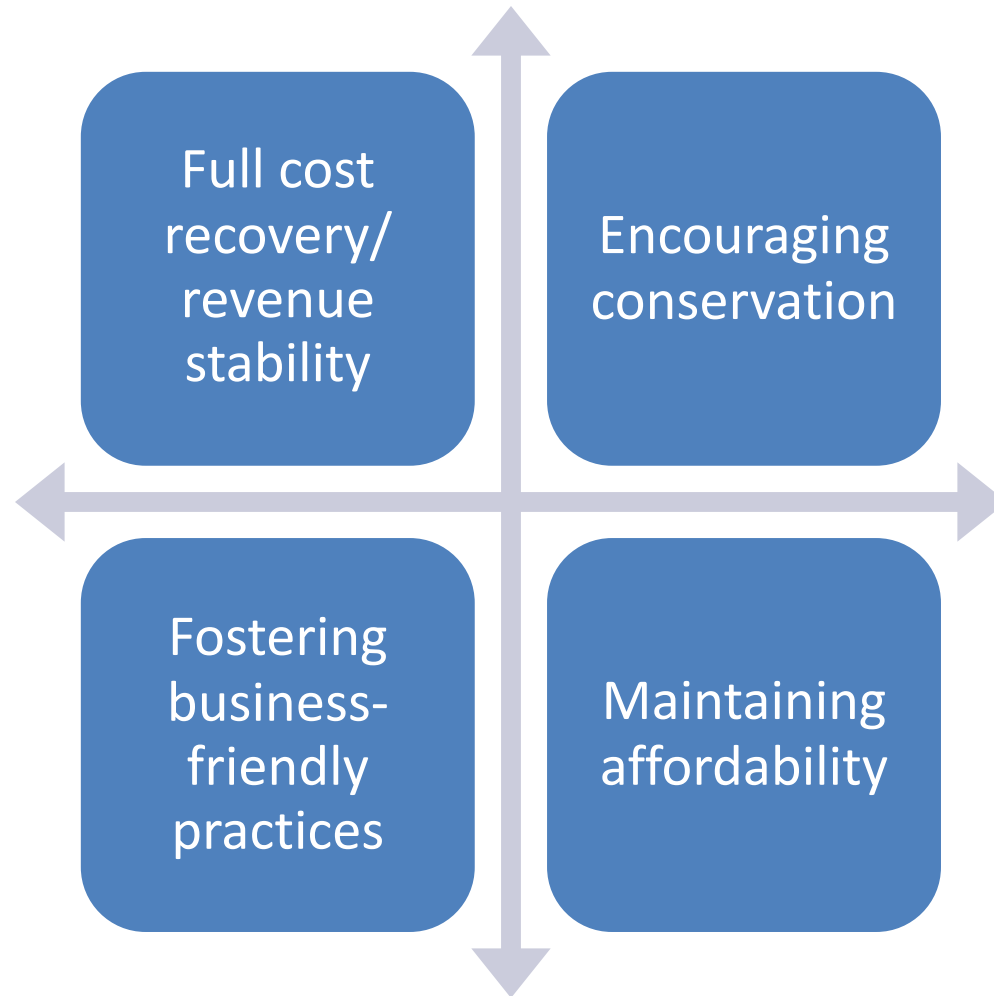 Full cost
recovery/
revenue
stability
Encouraging
conservation
Fostering
business-
friendly
practices
Maintaining
affordability